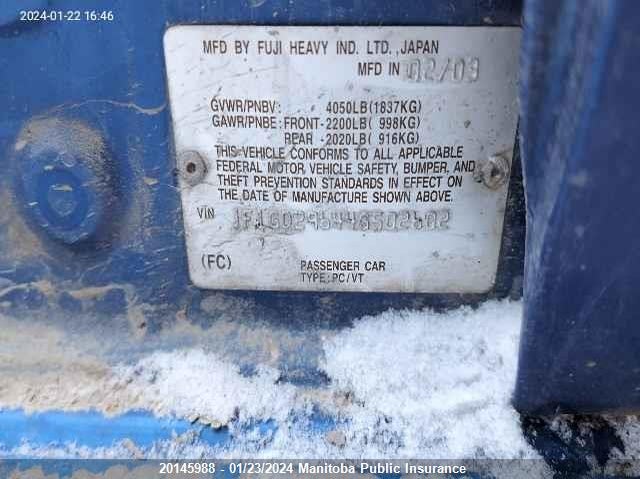 2024-01-22 16:46
MFD BY FUJI HEAVY IND. LTD., JAPAN
MFD IN 02/03
GVWR/PNBV : 4050LB(1837KG)
GAWR/PNBE : FRONT-2200LB( 998KG)
REAR -2020LB( 916KG)
THIS VEHICLE CONFORMS TO ALL APPLICABLE
FEDERAL MOTOR VEHICLE SAFETY, BUMPER, AND
THEFT PREVENTION STANDARDS IN EFFECT ON
THE DATE OF MANUFACTURE SHOWN ABOVE.
VIN
(FC) PASSENGER CAR
TYPE:PC/VT
20145988 - 01/23/2024 Manitoba Public Insurance